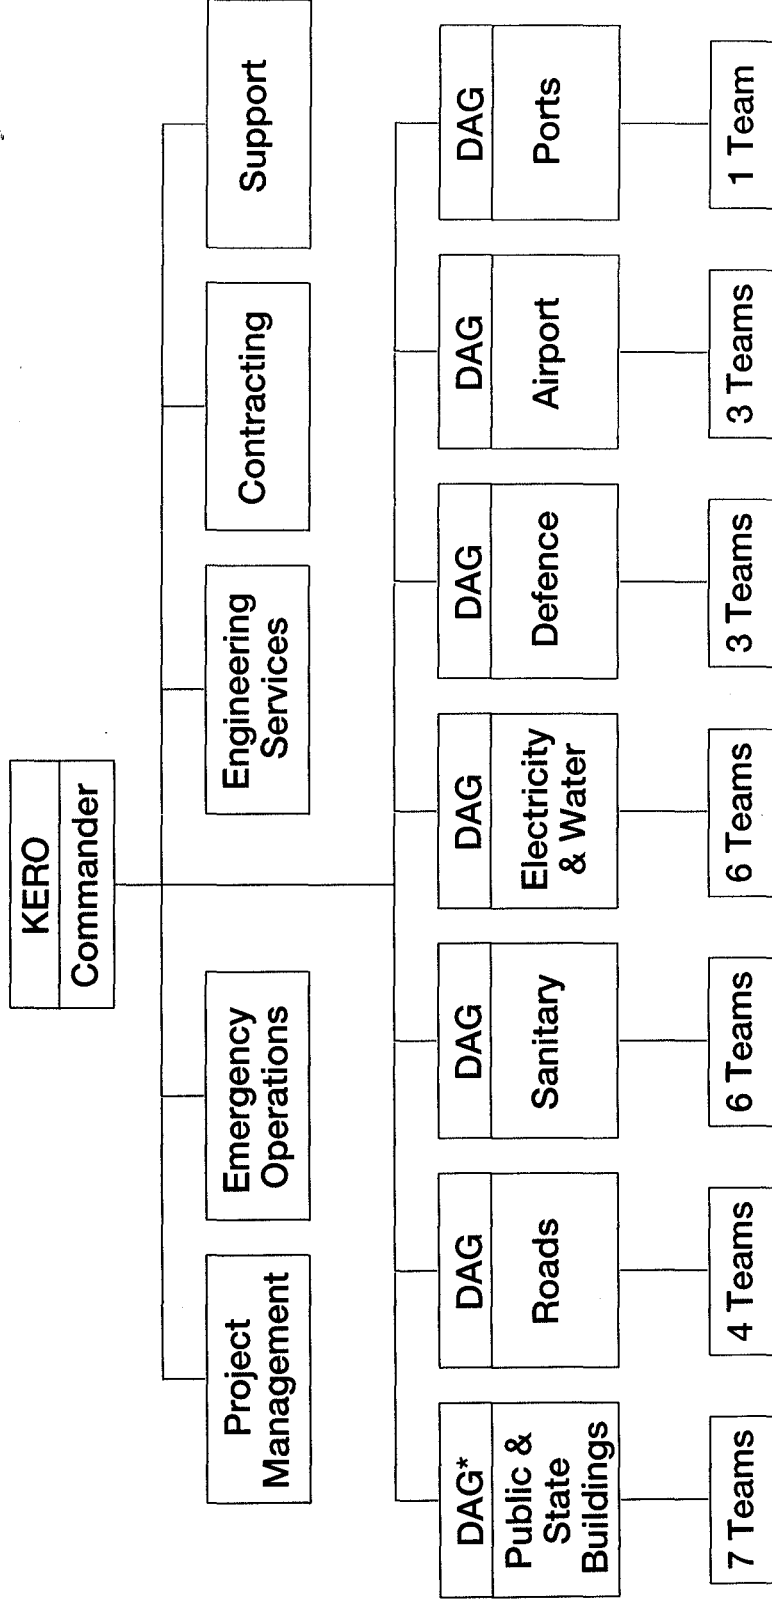 KERO
Commander
Project
Management
Emergency
Operations
Engineering
Services
Contracting
Support
DAG*
Public &
State
Buildings
DAG
Roads
DAG
Sanitary
DAG
Electricity
& Water
DAG
Defence
DAG
Airport
DAG
Ports
7 Teams
4 Teams
6 Teams
6 Teams
3 Teams
3 Teams
1 Team